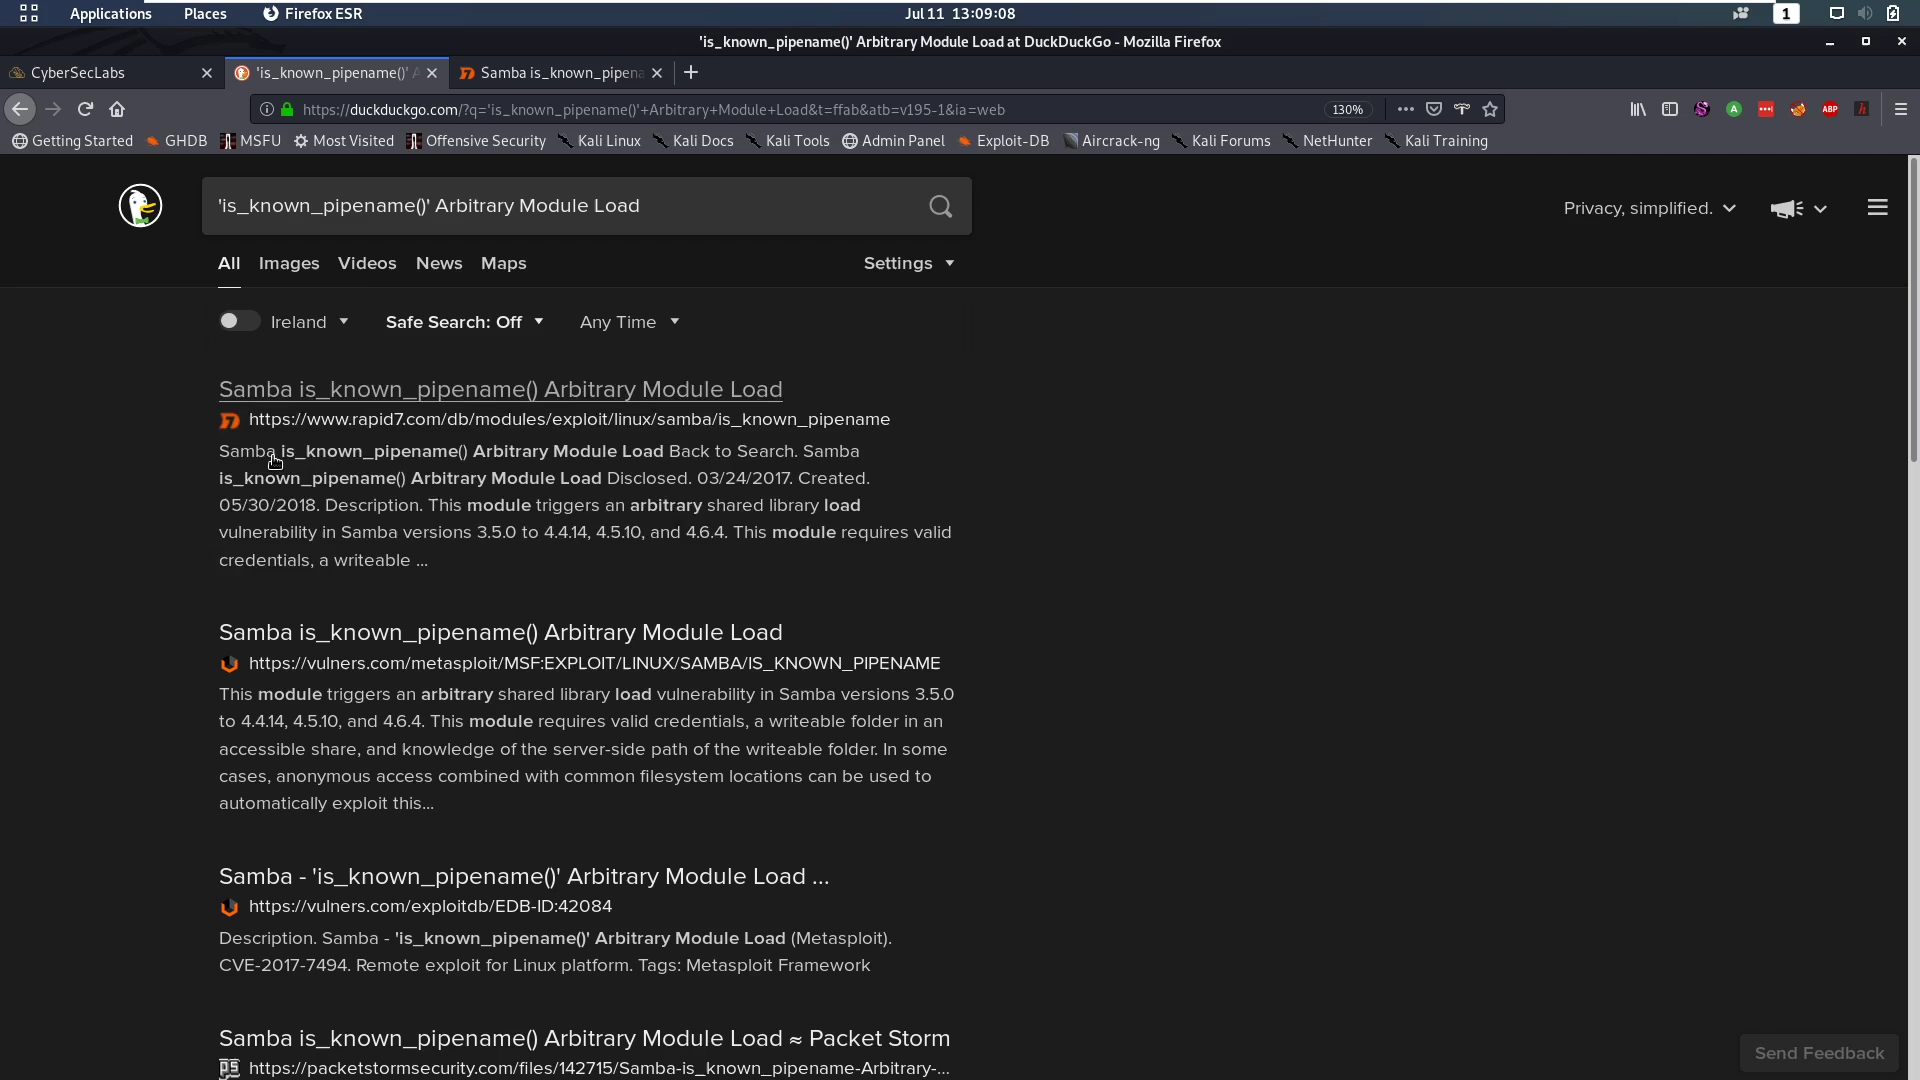 Applications Places Firefox ESR Jul 11 13:09:08 1
'is_known_pipename()' Arbitrary Module Load at DuckDuckGo - Mozilla Firefox
CyberSecLabs 'is_known_pipename()' A Samba is_known_pipena
https://duckduckgo.com/?q='is_known_pipename()'+Arbitrary+Module+Load&t=ffab&atb=v195-1&ia=web 130% ABP
Getting Started GHDB MSFU Most Visited Offensive Security Kali Linux Kali Docs Kali Tools Admin Panel Exploit-DB Aircrack-ng Kali Forums NetHunter Kali Training
'is_known_pipename()' Arbitrary Module Load
Privacy, simplified.
All Images Videos News Maps Settings
Ireland Safe Search: Off Any Time
Samba is_known_pipename() Arbitrary Module Load
https://www.rapid7.com/db/modules/exploit/linux/samba/is_known_pipename
Samba is_known_pipename() Arbitrary Module Load Back to Search. Samba
is_known_pipename() Arbitrary Module Load Disclosed. 03/24/2017. Created.
05/30/2018. Description. This module triggers an arbitrary shared library load
vulnerability in Samba versions 3.5.0 to 4.4.14, 4.5.10, and 4.6.4. This module requires valid
credentials, a writeable ...
Samba is_known_pipename() Arbitrary Module Load
https://vulners.com/metasploit/MSF:EXPLOIT/LINUX/SAMBA/IS_KNOWN_PIPENAME
This module triggers an arbitrary shared library load vulnerability in Samba versions 3.5.0
to 4.4.14, 4.5.10, and 4.6.4. This module requires valid credentials, a writeable folder in an
accessible share, and knowledge of the server-side path of the writeable folder. In some
cases, anonymous access combined with common filesystem locations can be used to
automatically exploit this...
Samba - 'is_known_pipename()' Arbitrary Module Load ...
https://vulners.com/exploitdb/EDB-ID:42084
Description. Samba - 'is_known_pipename()' Arbitrary Module Load (Metasploit).
CVE-2017-7494. Remote exploit for Linux platform. Tags: Metasploit Framework
Samba is_known_pipename() Arbitrary Module Load ≈ Packet Storm
https://packetstormsecurity.com/files/142715/Samba-is_known_pipename-Arbitrary-...
Send Feedback